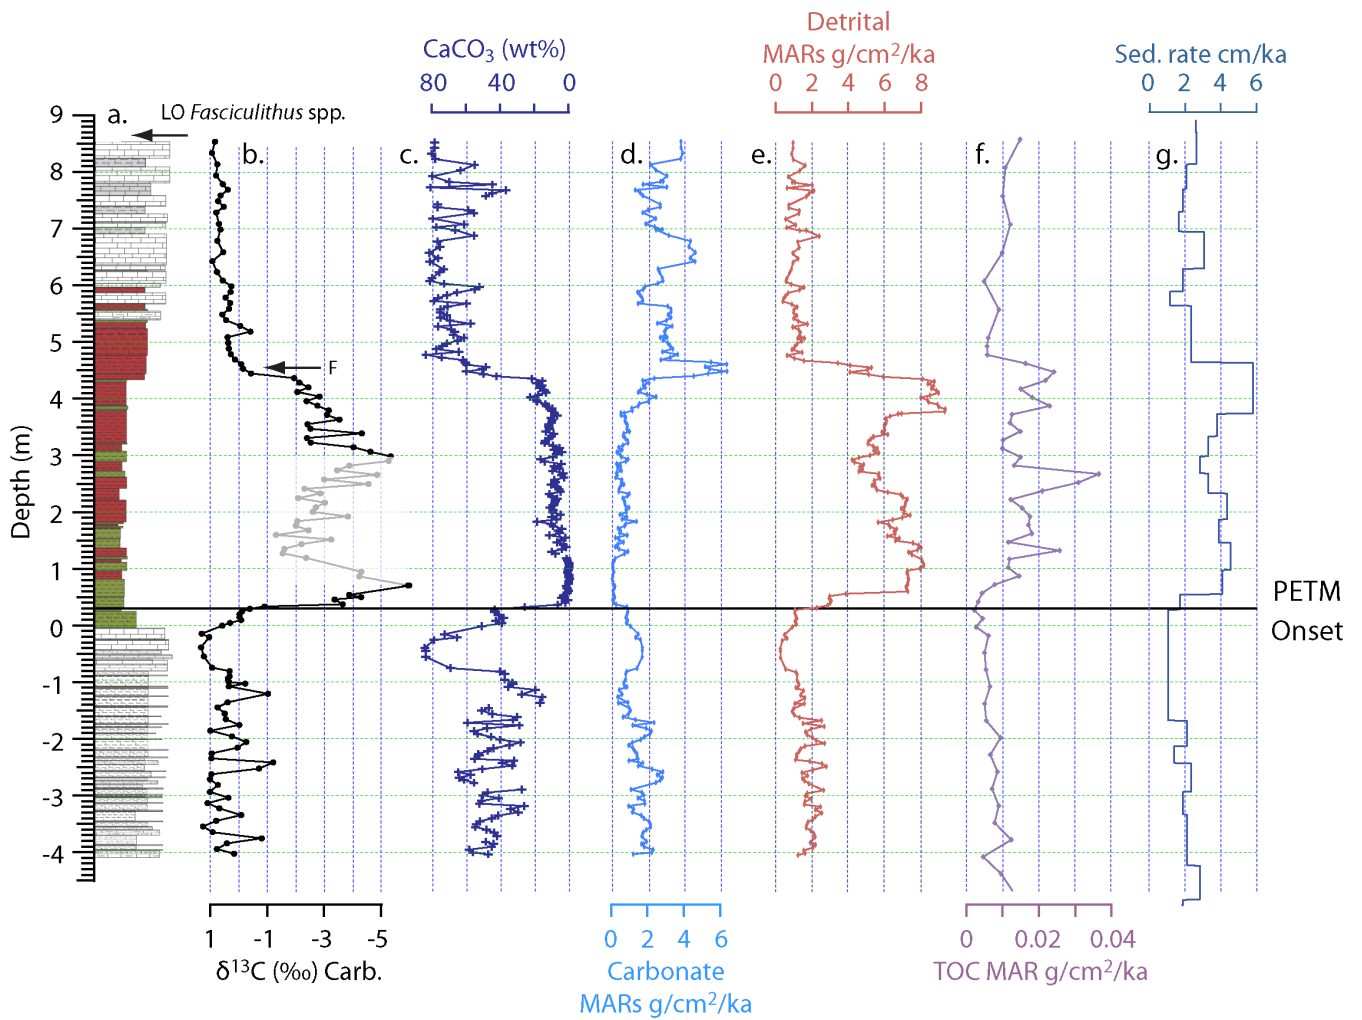 Detrital
CaCO3 (wt%)
MARs g/cm2/ka
Sed. rate cm/ka
80 40 0
0 2 4 6 8
0 2 4 6
a.
LO Fasciculithus spp.
b.
c.
d.
e.
f.
g.
9
8
7
6
5
4
3
2
1
0
-1
-2
-3
-4
Depth (m)
F
PETM
Onset
1 -1 -3 -5
δ13C (‰) Carb.
0 2 4 6
Carbonate
MARs g/cm2/ka
0 0.02 0.04
TOC MAR g/cm2/ka